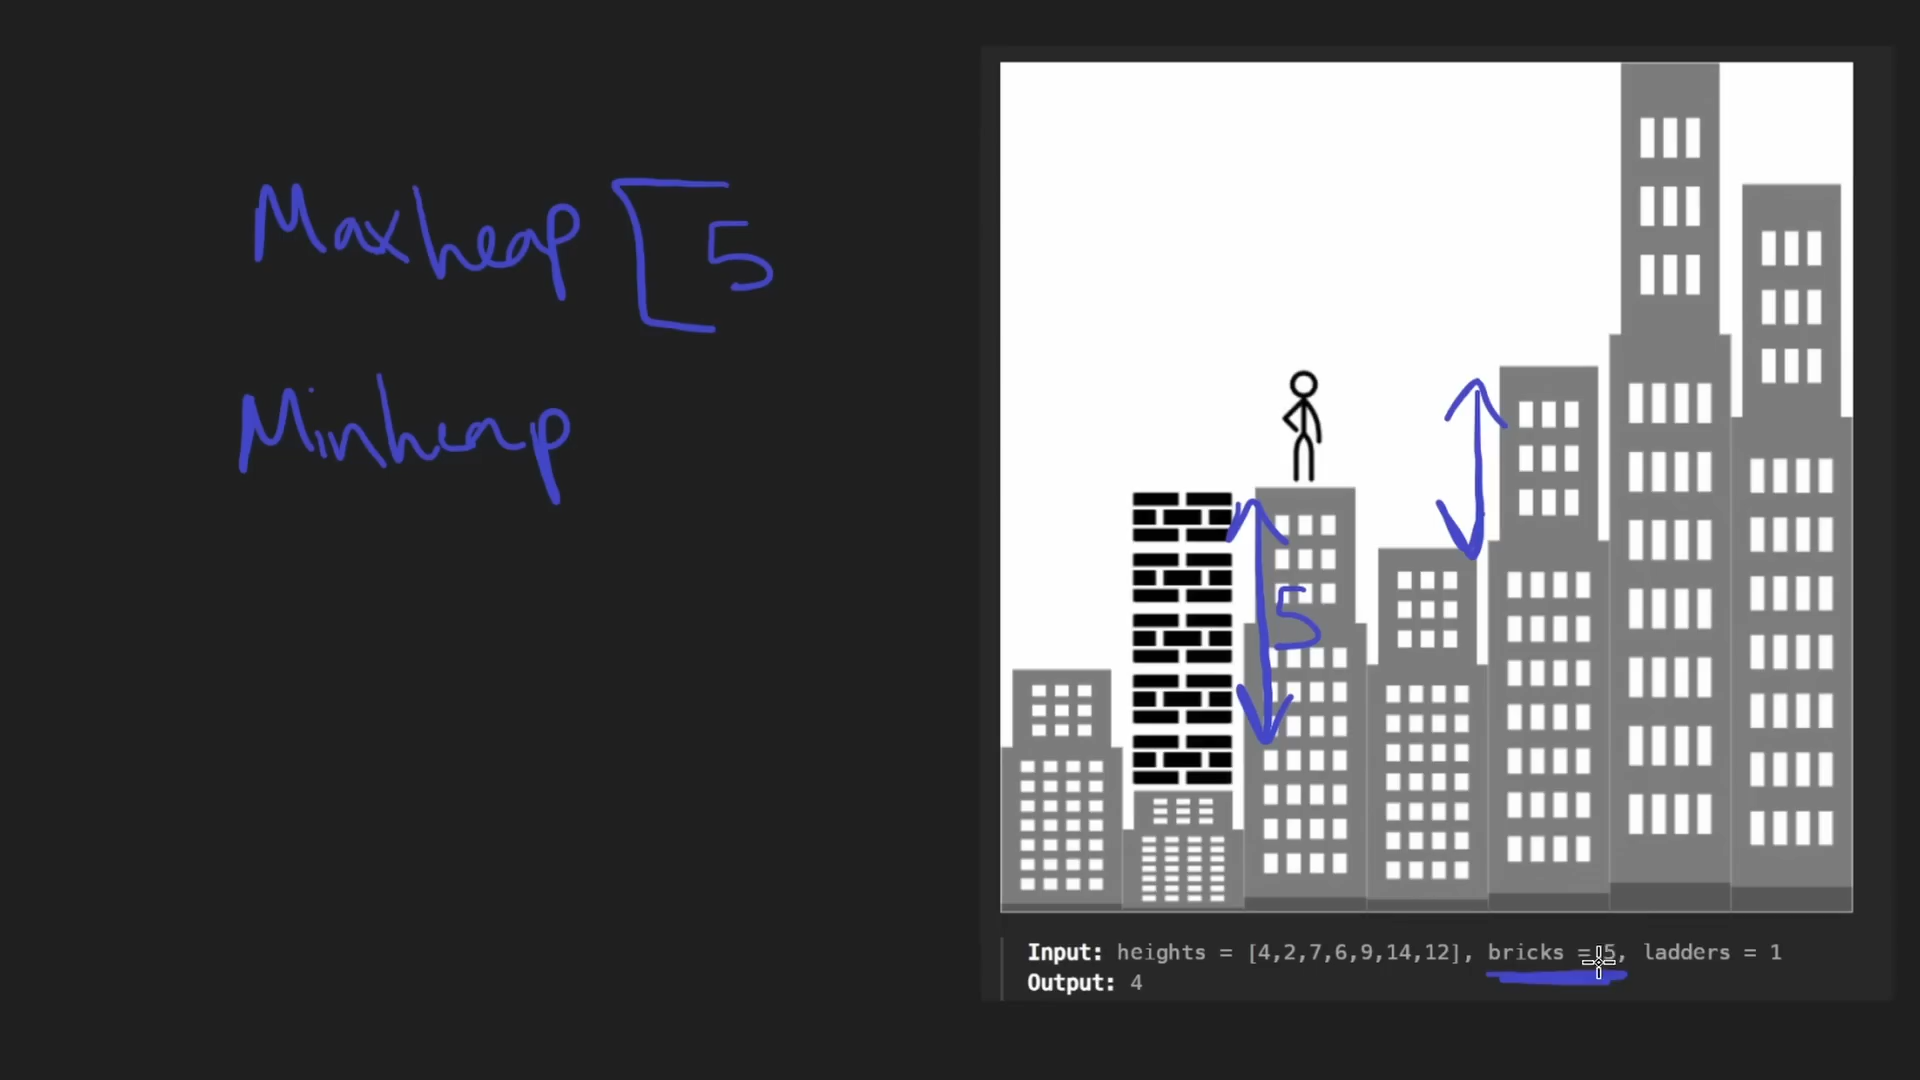 Maxheap [5
Minheap
5
Input: heights = [4,2,7,6,9,14,12], bricks = 5, ladders = 1
Output: 4